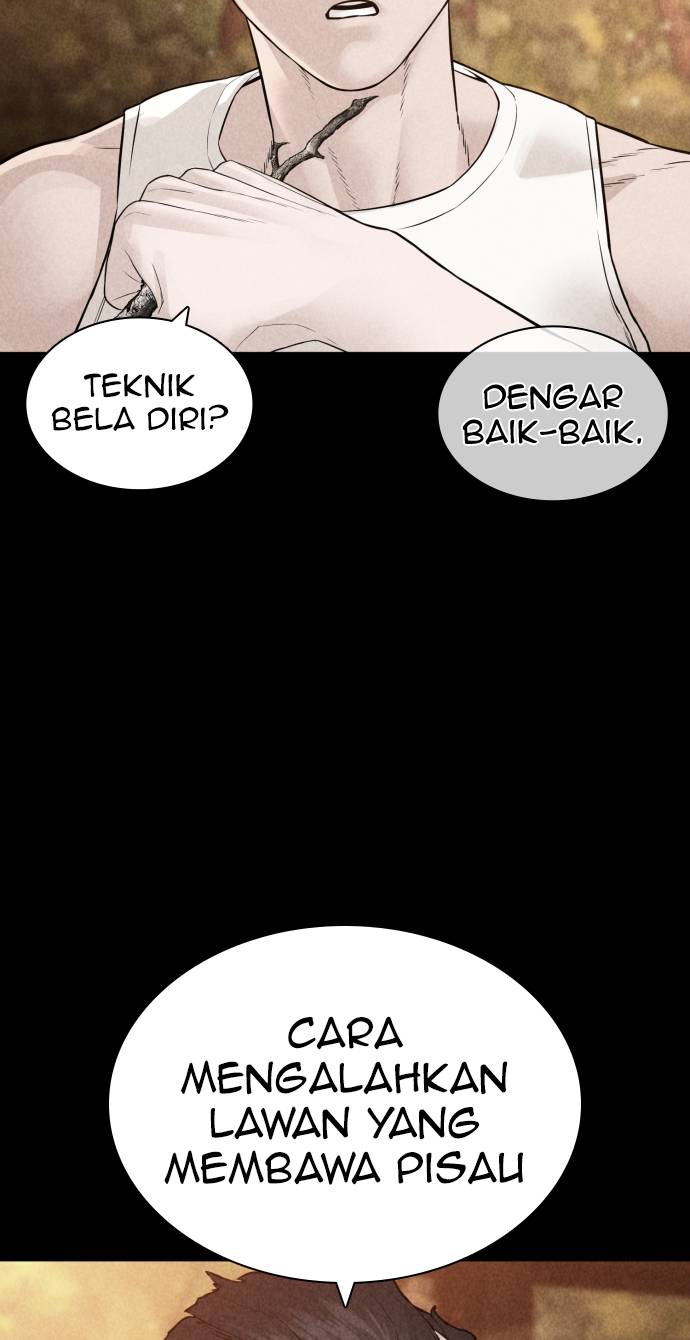 TEKNIK
BELA DIRI?
DENGAR
BAIK-BAIK.
CARA
MENGALAHKAN
LAWAN YANG
MEMBAWA PISAU